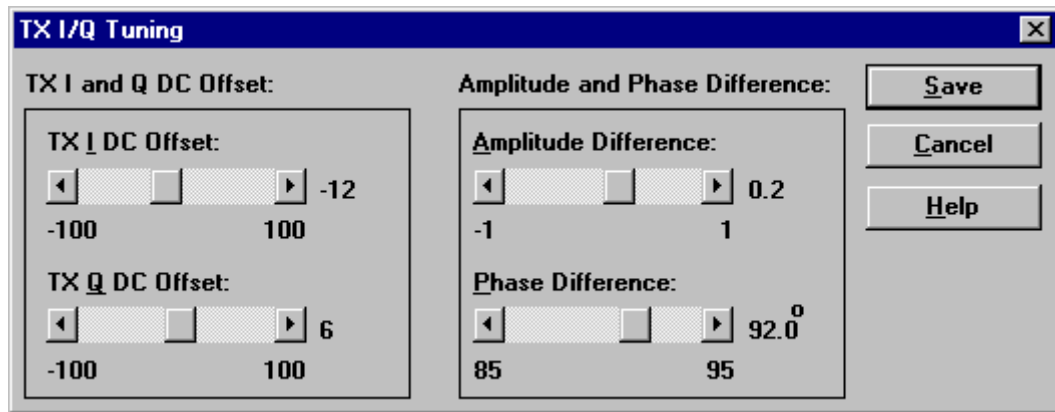 TX I/Q Tuning
TX I and Q DC Offset:
TX I DC Offset:
-12
-100 100
TX Q DC Offset:
6
-100 100
Amplitude and Phase Difference:
Amplitude Difference:
0.2
-1 1
Phase Difference:
92.0°
85 95
Save
Cancel
Help